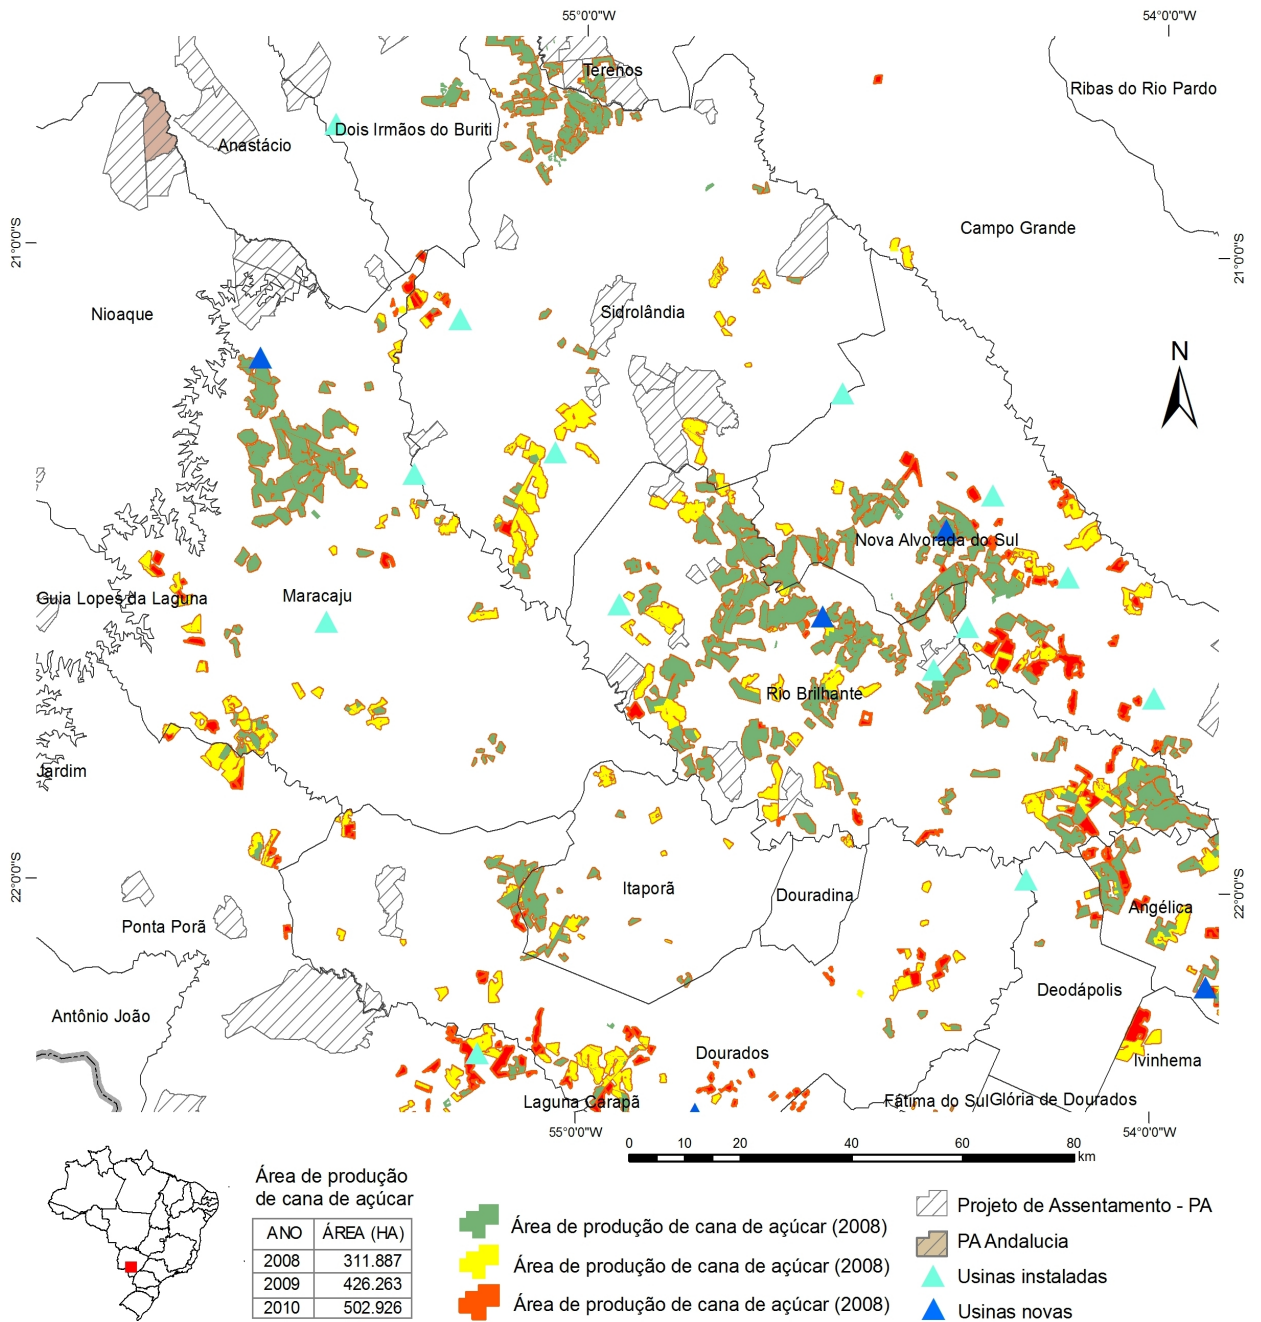 55°0'0"W
54°0'0"W
Terenos
Ribas do Rio Pardo
Dois Irmãos do Buriti
Anastácio
Campo Grande
21°0'0"S
21°0'0"S
Nioaque
Sidrolândia
N
Nova Alvorada do Sul
Guia Lopes da Laguna
Maracaju
Rio Brilhante
Jardim
22°0'0"S
22°0'0"S
Itaporã
Douradina
Angélica
Ponta Porã
Deodápolis
Antônio João
Dourados
Ivinhema
Laguna Carapã
Fátima do Sul
Glória de Dourados
55°0'0"W
54°0'0"W
0 10 20 40 60 80
km
Área de produção
de cana de açúcar
ANO ÁREA (HA)
2008 311.887
2009 426.263
2010 502.926
Área de produção de cana de açúcar (2008)
Área de produção de cana de açúcar (2008)
Área de produção de cana de açúcar (2008)
Projeto de Assentamento - PA
PA Andalucia
Usinas instaladas
Usinas novas